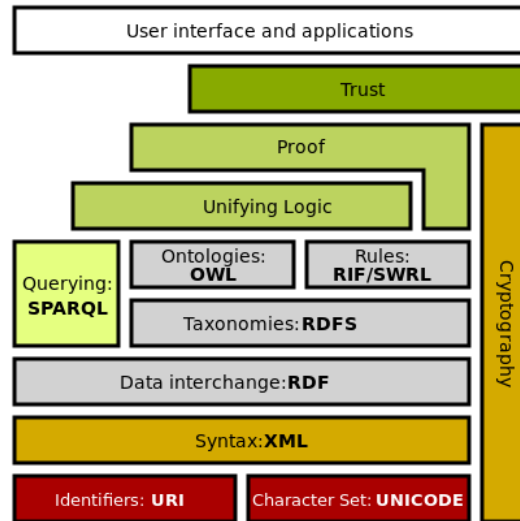 User interface and applications
Trust
Proof
Unifying Logic
Querying:
SPARQL
Ontologies:
OWL
Rules:
RIF/SWRL
Taxonomies:RDFS
Data interchange:RDF
Syntax:XML
Identifiers: URI
Character Set: UNICODE
Cryptography